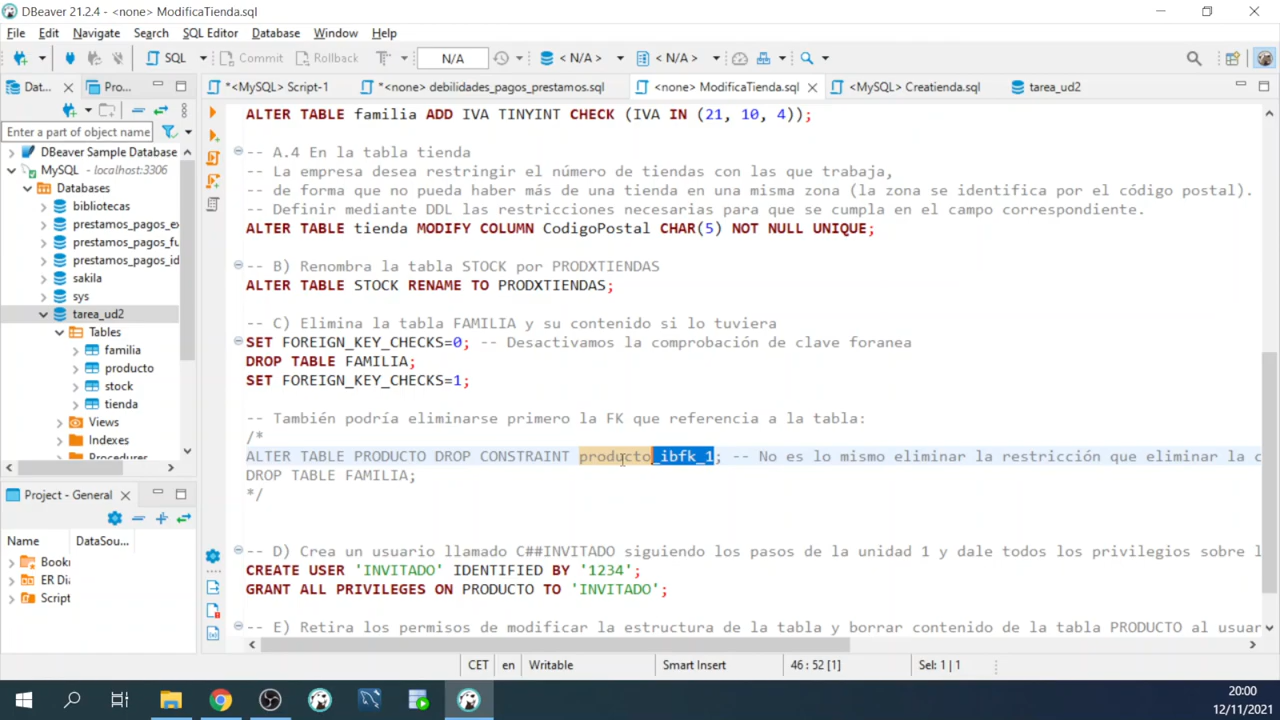 DBeaver 21.2.4 - <none> ModificaTienda.sql
File Edit Navigate Search SQL Editor Database Window Help
SQL Commit Rollback N/A < N/A > < N/A >
Dat... Pro... *<MySQL> Script-1 *<none> debilidades_pagos_prestamos.sql <none> ModificaTienda.sql <MySQL> Creatienda.sql tarea_ud2
Enter a part of object name
DBeaver Sample Database
MySQL - localhost:3306
Databases
bibliotecas
prestamos_pagos_ex
prestamos_pagos_fu
prestamos_pagos_id
sakila
sys
tarea_ud2
Tables
familia
producto
stock
tienda
Views
Indexes
Procedures
Project - General
Name DataSou...
Bookr
ER Dia
Script
ALTER TABLE familia ADD IVA TINYINT CHECK (IVA IN (21, 10, 4));
-- A.4 En la tabla tienda
-- La empresa desea restringir el número de tiendas con las que trabaja,
-- de forma que no pueda haber más de una tienda en una misma zona (la zona se identifica por el código postal).
-- Definir mediante DDL las restricciones necesarias para que se cumpla en el campo correspondiente.
ALTER TABLE tienda MODIFY COLUMN CodigoPostal CHAR(5) NOT NULL UNIQUE;
-- B) Renombra la tabla STOCK por PRODXTIENDAS
ALTER TABLE STOCK RENAME TO PRODXTIENDAS;
-- C) Elimina la tabla FAMILIA y su contenido si lo tuviera
SET FOREIGN_KEY_CHECKS=0; -- Desactivamos la comprobación de clave foranea
DROP TABLE FAMILIA;
SET FOREIGN_KEY_CHECKS=1;
-- También podría eliminarse primero la FK que referencia a la tabla:
/*
ALTER TABLE PRODUCTO DROP CONSTRAINT producto_ibfk_1; -- No es lo mismo eliminar la restricción que eliminar la c
DROP TABLE FAMILIA;
*/
-- D) Crea un usuario llamado C##INVITADO siguiendo los pasos de la unidad 1 y dale todos los privilegios sobre l
CREATE USER 'INVITADO' IDENTIFIED BY '1234';
GRANT ALL PRIVILEGES ON PRODUCTO TO 'INVITADO';
-- E) Retira los permisos de modificar la estructura de la tabla y borrar contenido de la tabla PRODUCTO al usuar
CET en Writable Smart Insert 46 : 52 [1] Sel: 1 | 1
20:00
12/11/2021